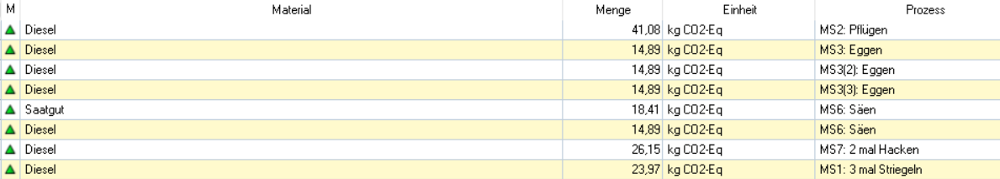 M Material Menge Einheit Prozess
Diesel 41,08 kg CO2-Eq MS2: Pflügen
Diesel 14,89 kg CO2-Eq MS3: Eggen
Diesel 14,89 kg CO2-Eq MS3(2): Eggen
Diesel 14,89 kg CO2-Eq MS3(3): Eggen
Saatgut 18,41 kg CO2-Eq MS6: Säen
Diesel 14,89 kg CO2-Eq MS6: Säen
Diesel 26,15 kg CO2-Eq MS7: 2 mal Hacken
Diesel 23,97 kg CO2-Eq MS1: 3 mal Striegeln